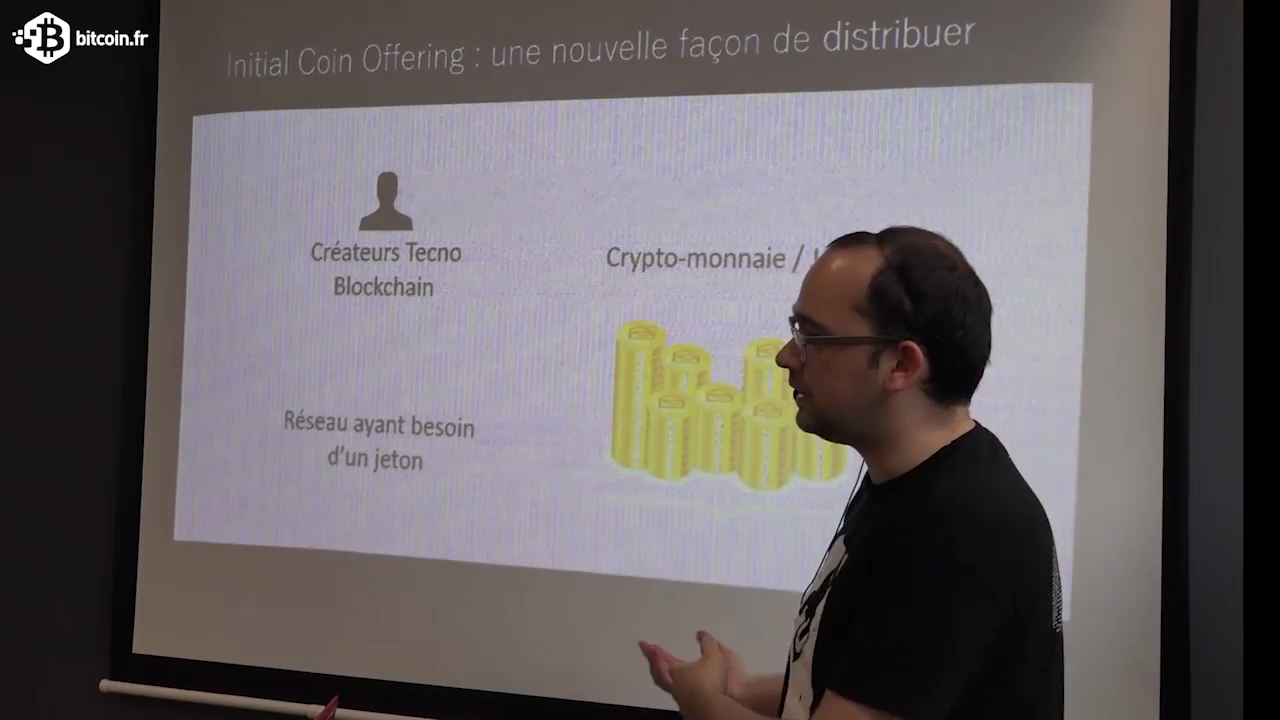 bitcoin.fr
Initial Coin Offering : une nouvelle façon de distribuer
Créateurs Tecno
Blockchain
Crypto-monnaie /
Réseau ayant besoin
d'un jeton